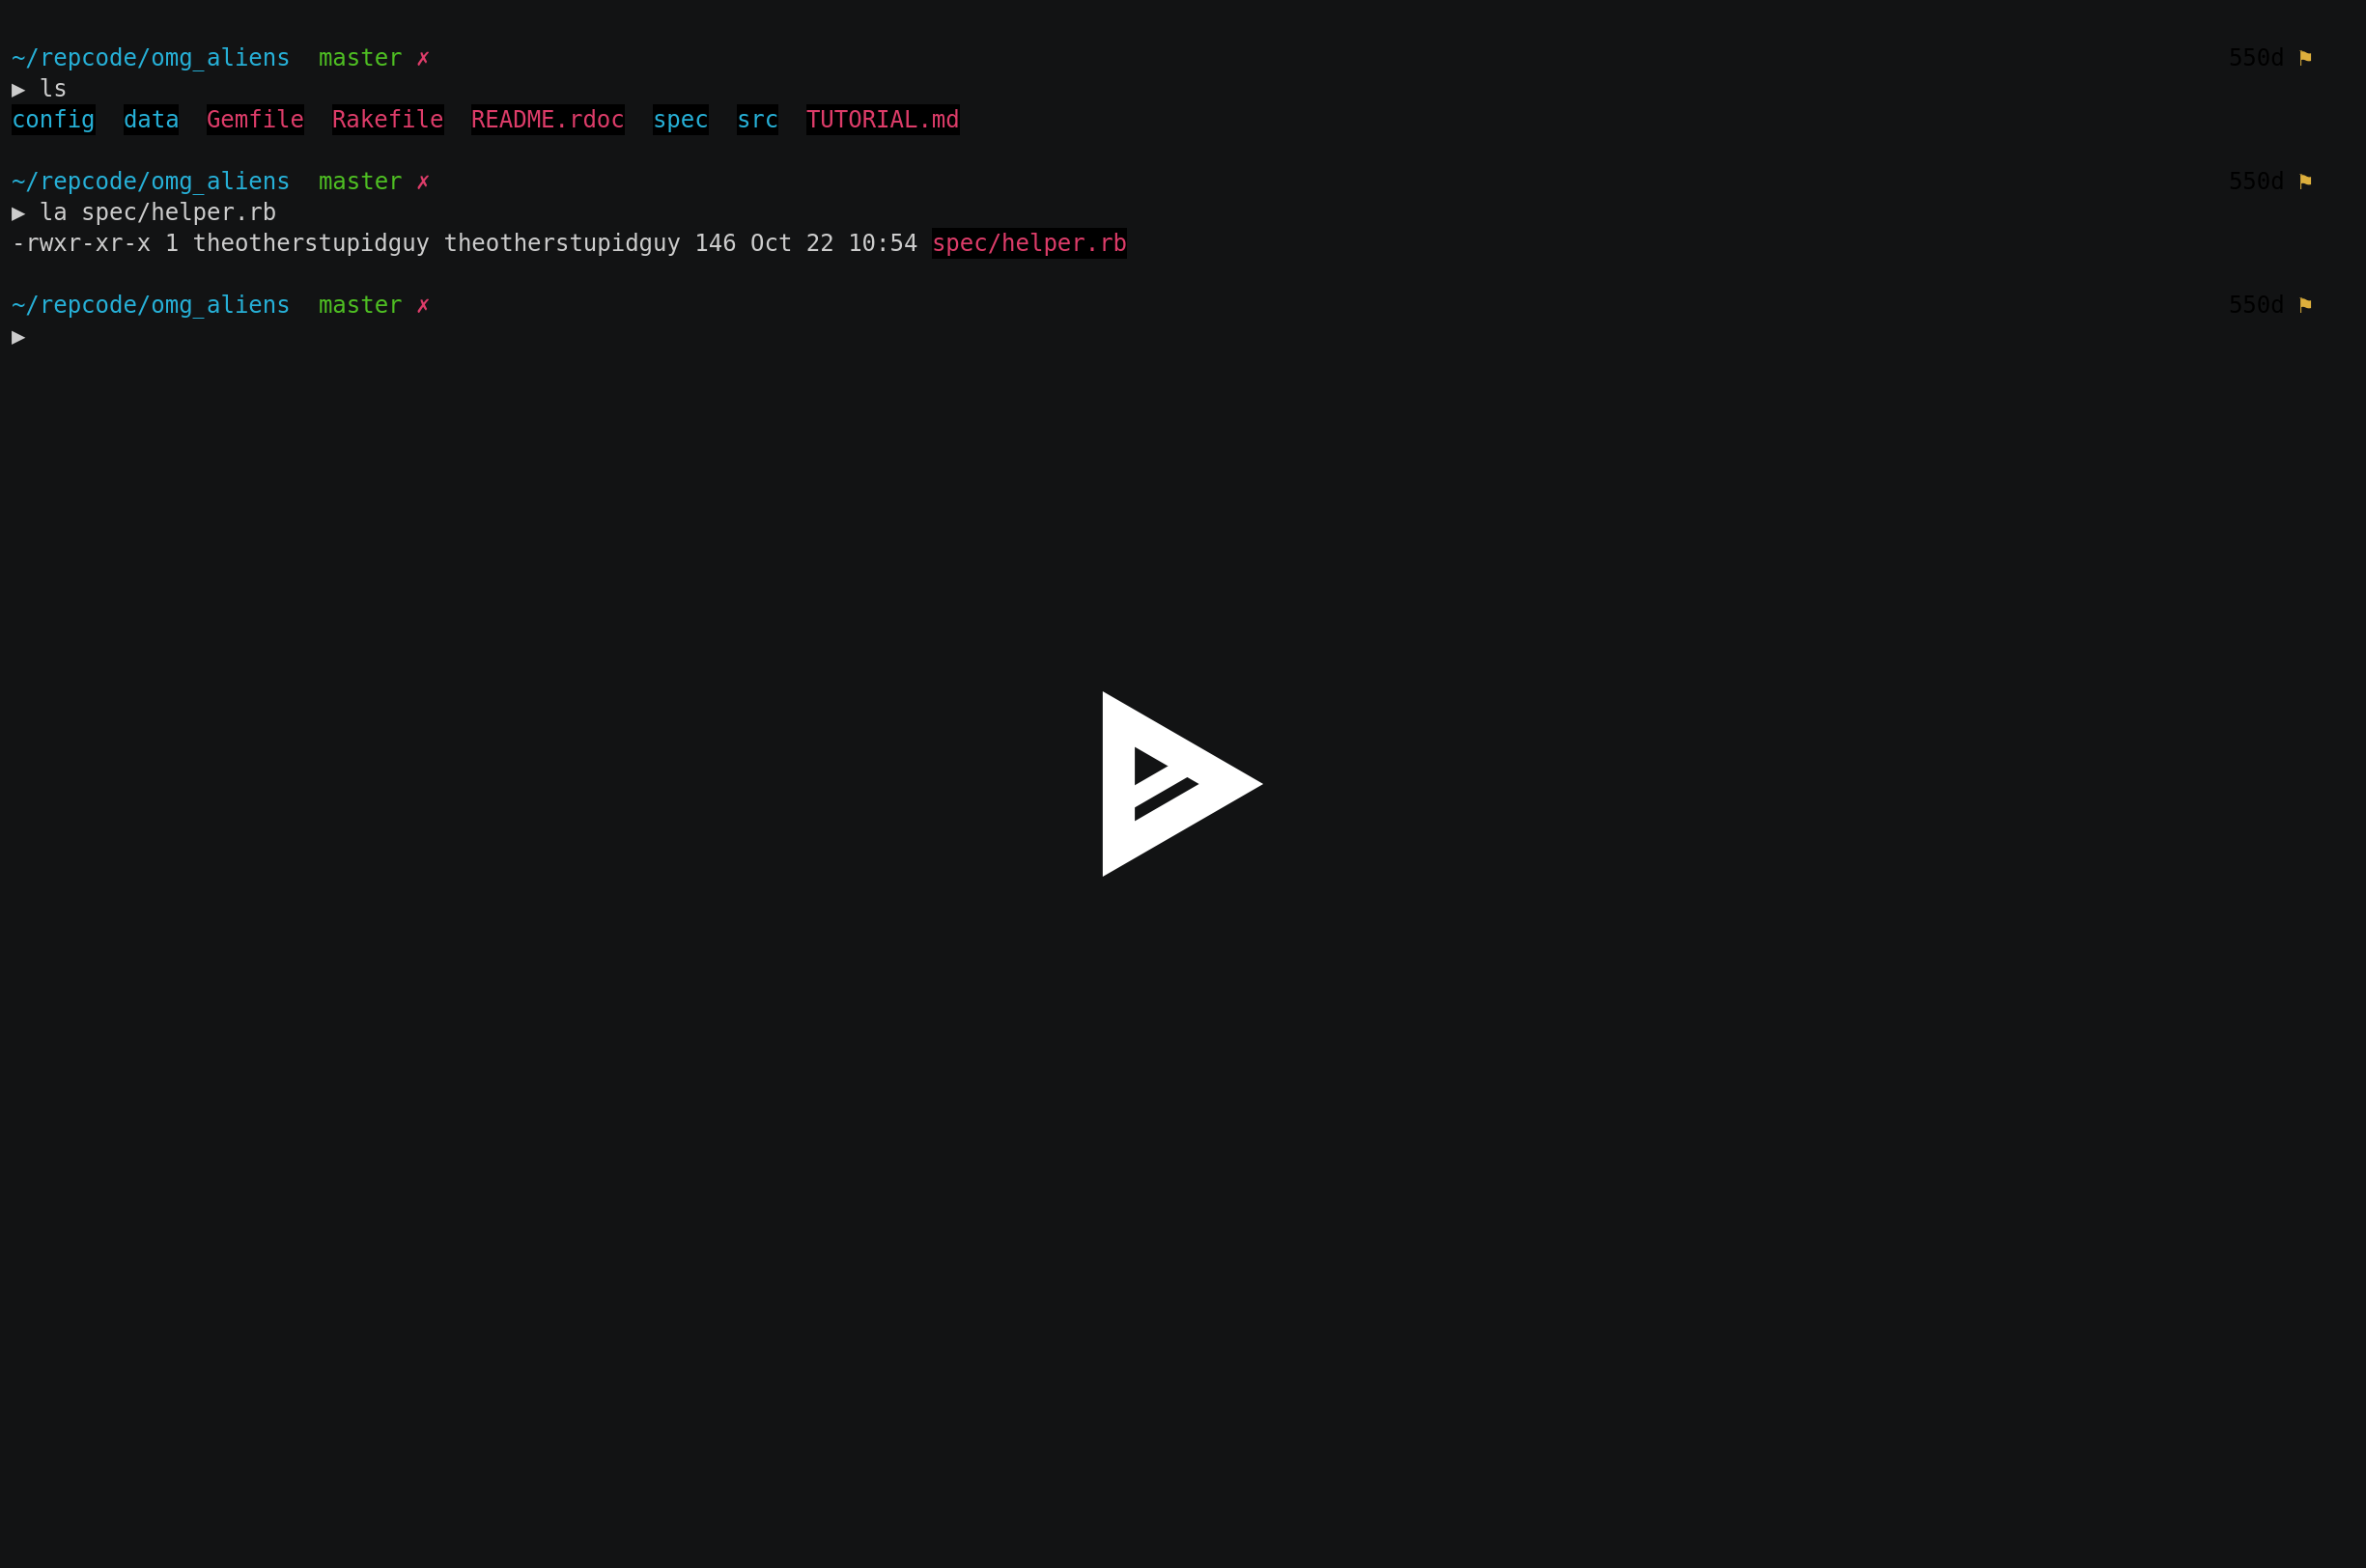 ~/repcode/omg_aliens  master ✗ 550d ⚑
▶ ls
config  data  Gemfile  Rakefile  README.rdoc  spec  src  TUTORIAL.md
~/repcode/omg_aliens  master ✗ 550d ⚑
▶ la spec/helper.rb
-rwxr-xr-x 1 theotherstupidguy theotherstupidguy 146 Oct 22 10:54 spec/helper.rb
~/repcode/omg_aliens  master ✗ 550d ⚑
▶